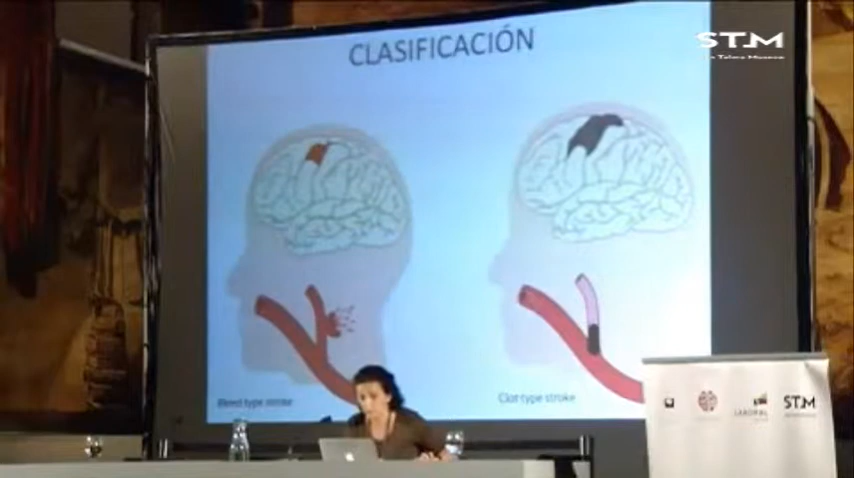 CLASIFICACIÓN
STM
Bleed type stroke
Clot type stroke
LABORAL
STM